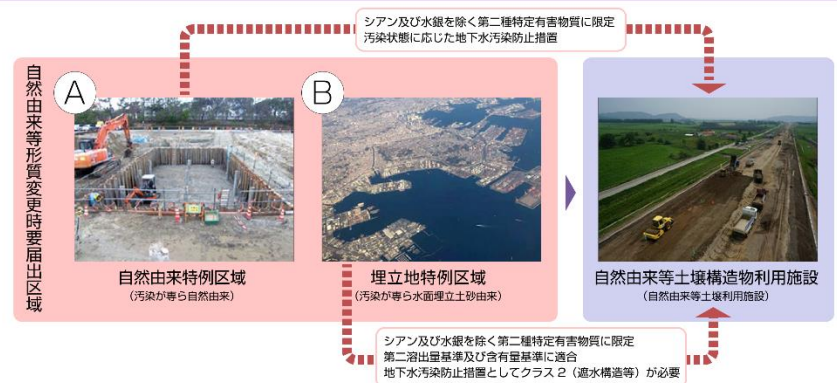 シアン及び水銀を除く第二種特定有害物質に限定
汚染状態に応じた地下水汚染防止措置
自然由来等形質変更時要届出区域
A
B
自然由来特例区域
(汚染が専ら自然由来)
埋立地特例区域
(汚染が専ら水面埋立土砂由来)
自然由来等土壌構造物利用施設
(自然由来等土壌利用施設)
シアン及び水銀を除く第二種特定有害物質に限定
第二溶出量基準及び含有量基準に適合
地下水汚染防止措置としてクラス2(遮水構造等)が必要